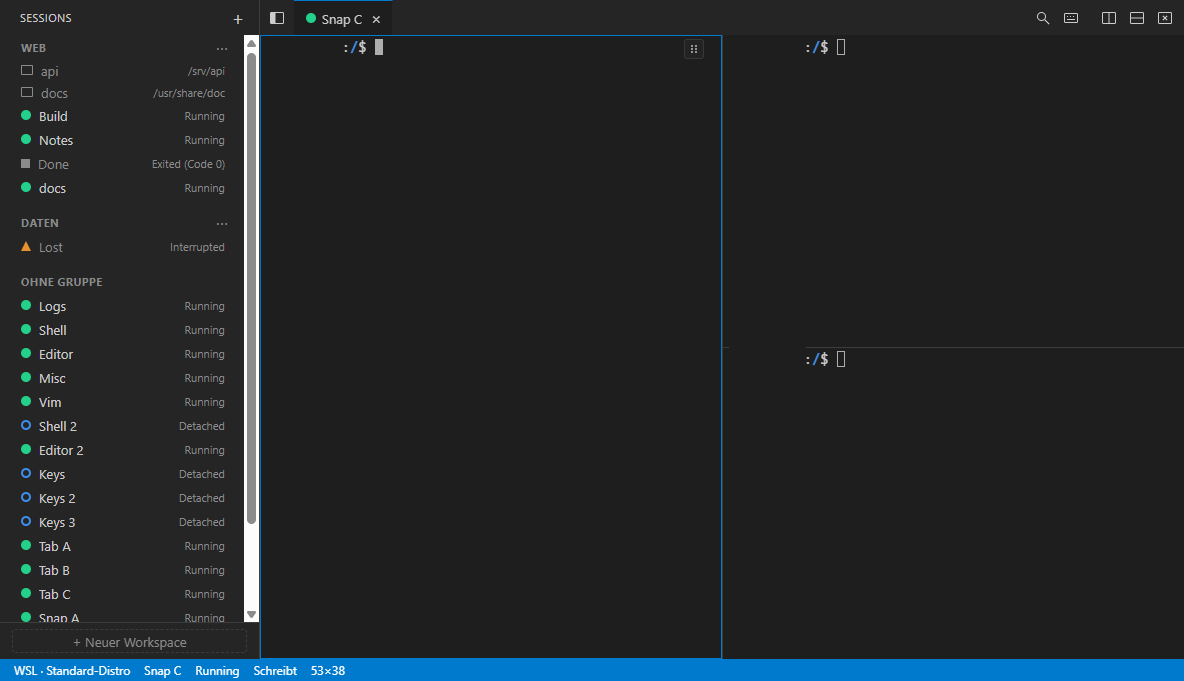 SESSIONS
+
Snap C ×
WEB ...
api /srv/api
docs /usr/share/doc
Build Running
Notes Running
Done Exited (Code 0)
docs Running
DATEN ...
Lost Interrupted
OHNE GRUPPE
Logs Running
Shell Running
Editor Running
Misc Running
Vim Running
Shell 2 Detached
Editor 2 Running
Keys Detached
Keys 2 Detached
Keys 3 Detached
Tab A Running
Tab B Running
Tab C Running
Snap A Running
+ Neuer Workspace
:/$
:/$
:/$
WSL · Standard-Distro Snap C Running Schreibt 53×38